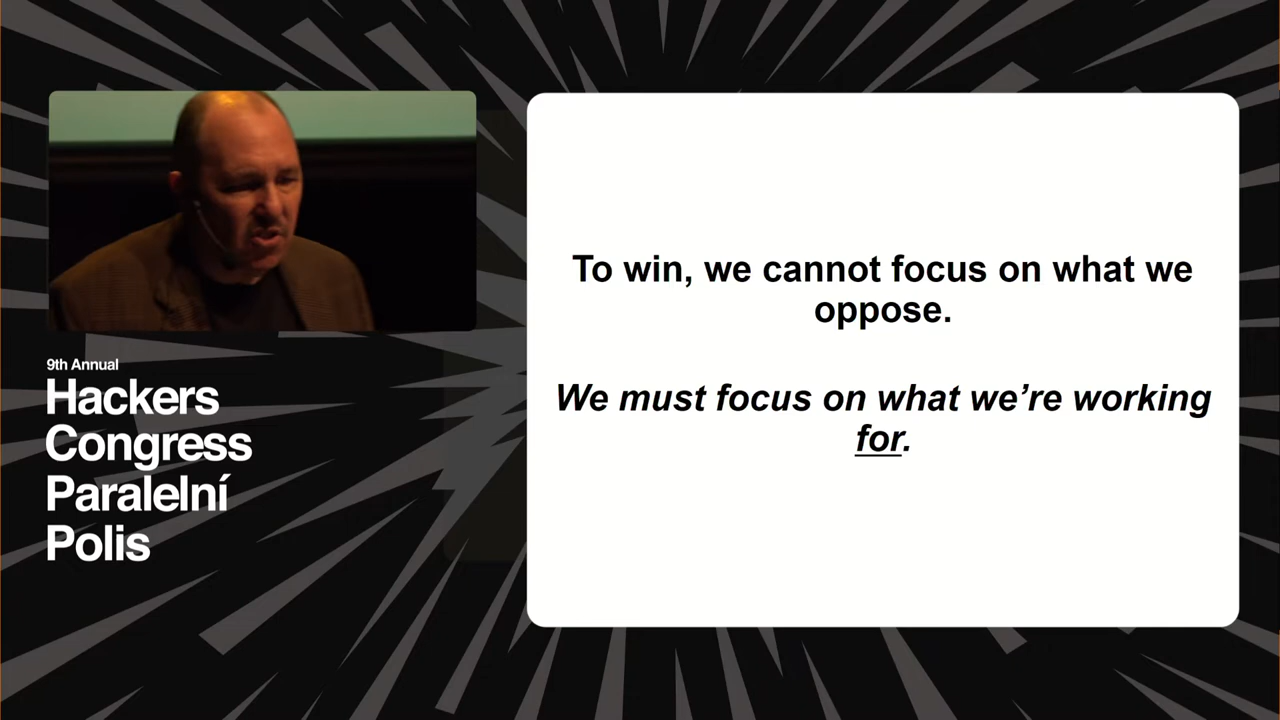 9th Annual
Hackers
Congress
Paralelní
Polis
To win, we cannot focus on what we
oppose.
We must focus on what we’re working
for.